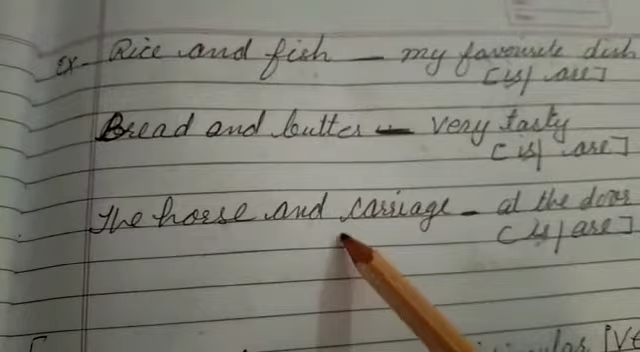 ex - Rice and fish — my favourite dish
[is/ are]
Bread and butter — very tasty
[is/ are]
The horse and carriage - at the door
[is/are]